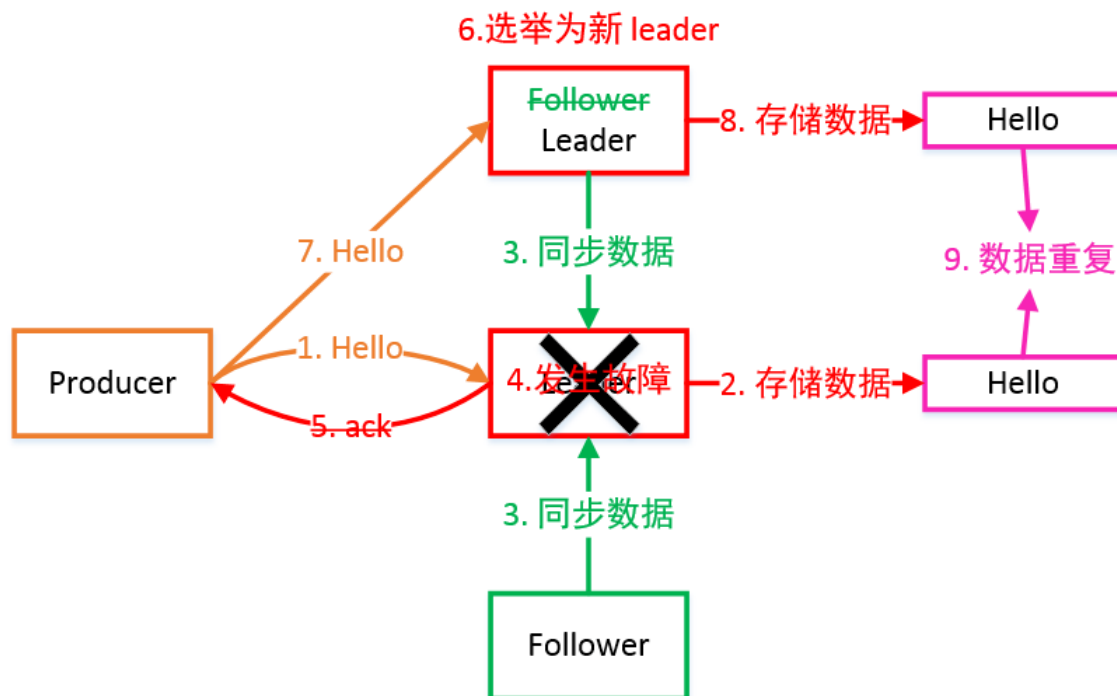 6.选举为新 leader
Follower
Leader
8. 存储数据
Hello
7. Hello
3. 同步数据
9. 数据重复
Producer
1. Hello
4.发生故障
Leader
2. 存储数据
Hello
5. ack
3. 同步数据
Follower